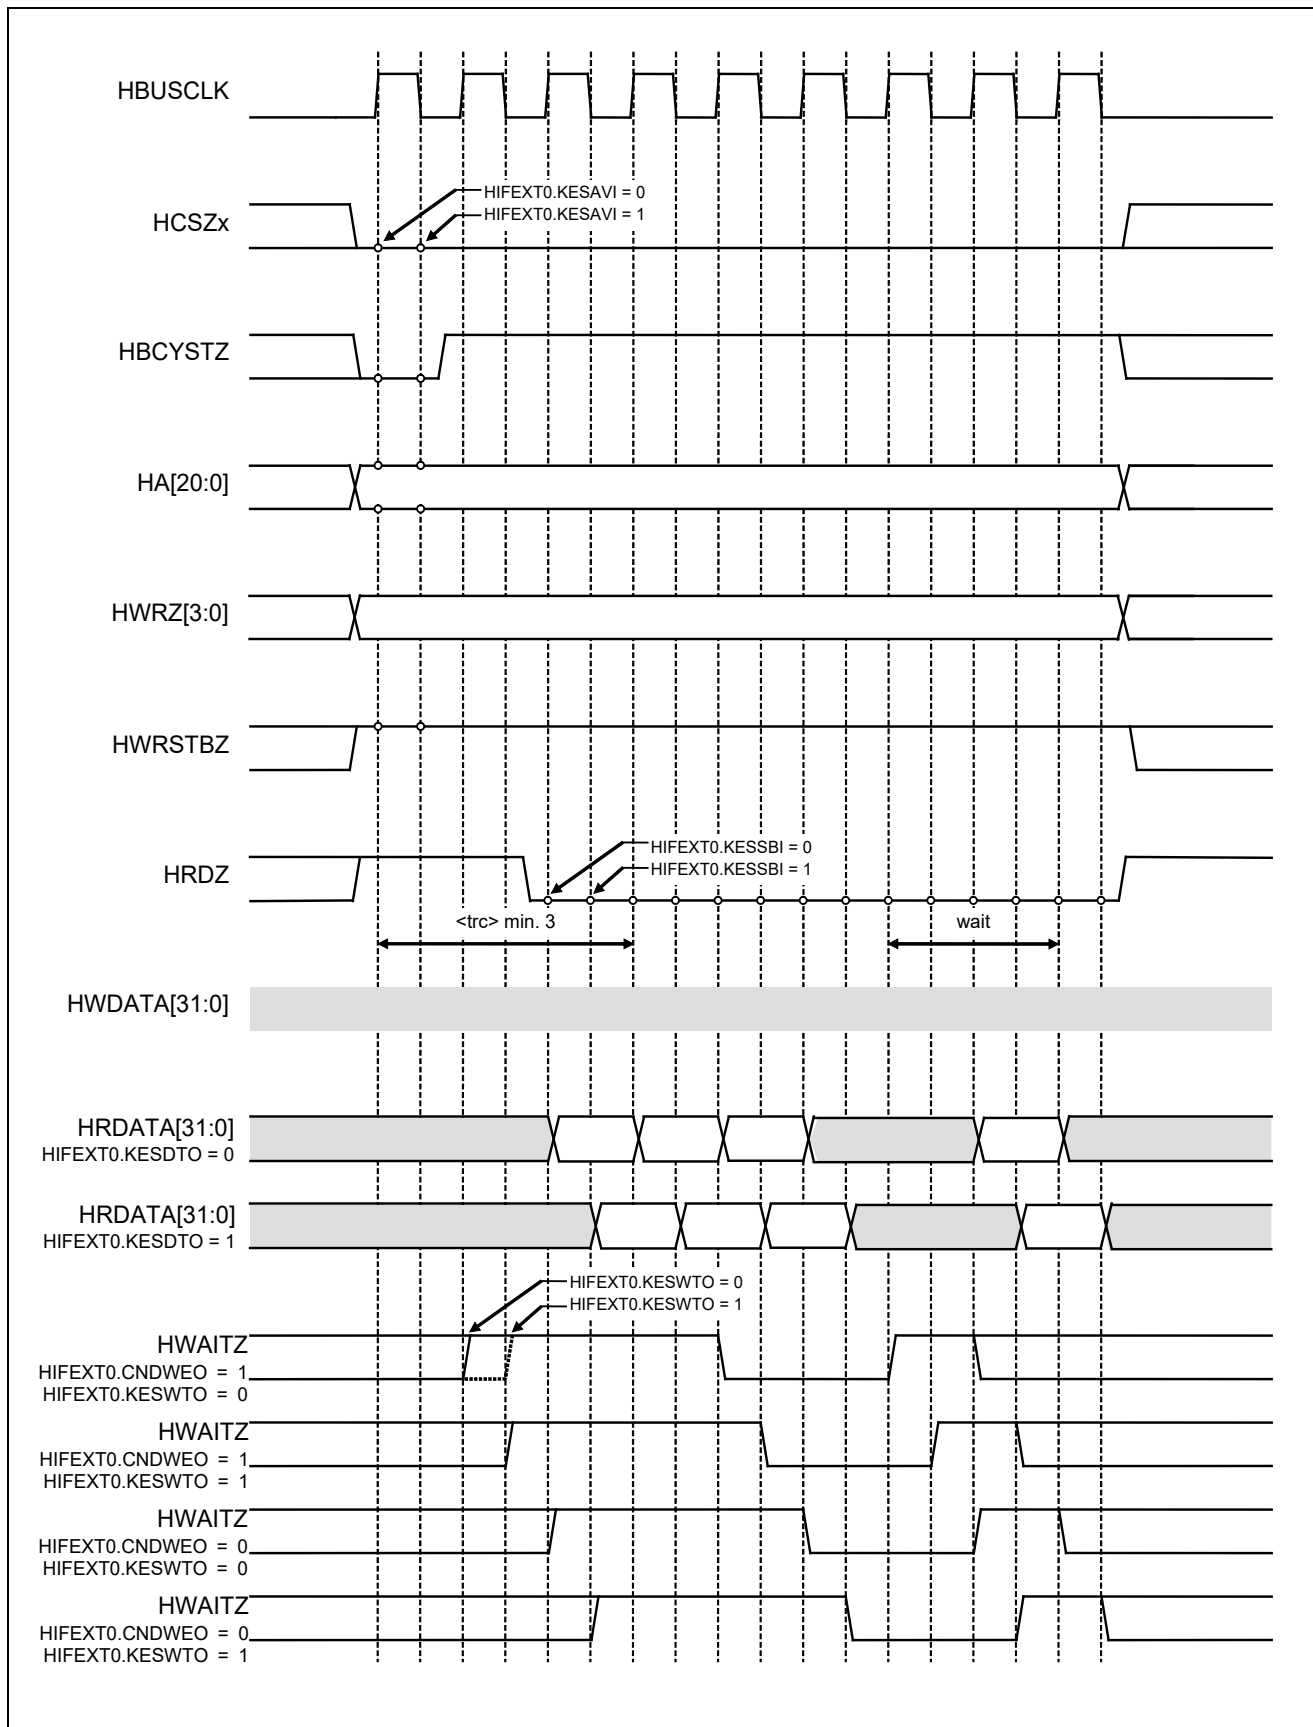 HBUSCLK
HIFEXT0.KESAVI = 0
HIFEXT0.KESAVI = 1
HCSZx
HBCYSTZ
HA[20:0]
HWRZ[3:0]
HWRSTBZ
HIFEXT0.KESSBI = 0
HIFEXT0.KESSBI = 1
HRDZ
<trc> min. 3
wait
HWDATA[31:0]
HRDATA[31:0]
HIFEXT0.KESDTO = 0
HRDATA[31:0]
HIFEXT0.KESDTO = 1
HIFEXT0.KESWTO = 0
HIFEXT0.KESWTO = 1
HWAITZ
HIFEXT0.CNDWEO = 1
HIFEXT0.KESWTO = 0
HWAITZ
HIFEXT0.CNDWEO = 1
HIFEXT0.KESWTO = 1
HWAITZ
HIFEXT0.CNDWEO = 0
HIFEXT0.KESWTO = 0
HWAITZ
HIFEXT0.CNDWEO = 0
HIFEXT0.KESWTO = 1